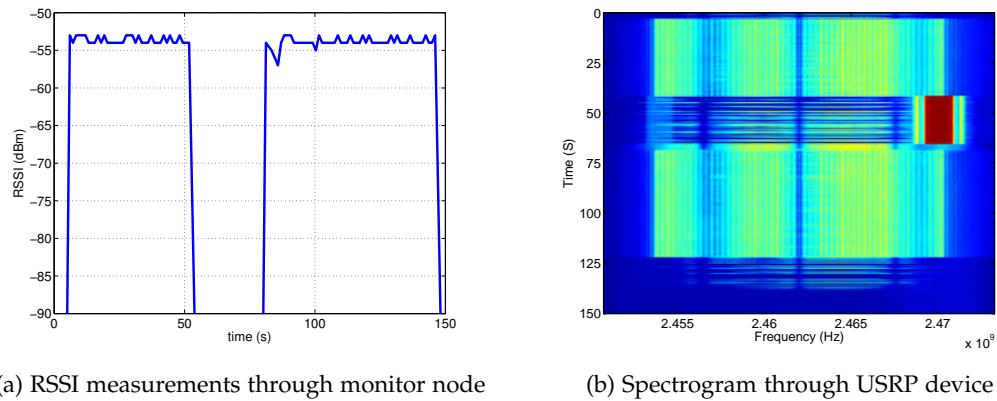 −50
−55
−60
−65
−70
−75
−80
−85
−90
RSSI (dBm)
0 50 100 150
time (s)
0
25
50
75
100
125
150
Time (S)
2.455 2.46 2.465 2.47
Frequency (Hz)
x 10⁹
a) RSSI measurements through monitor node
(b) Spectrogram through USRP device